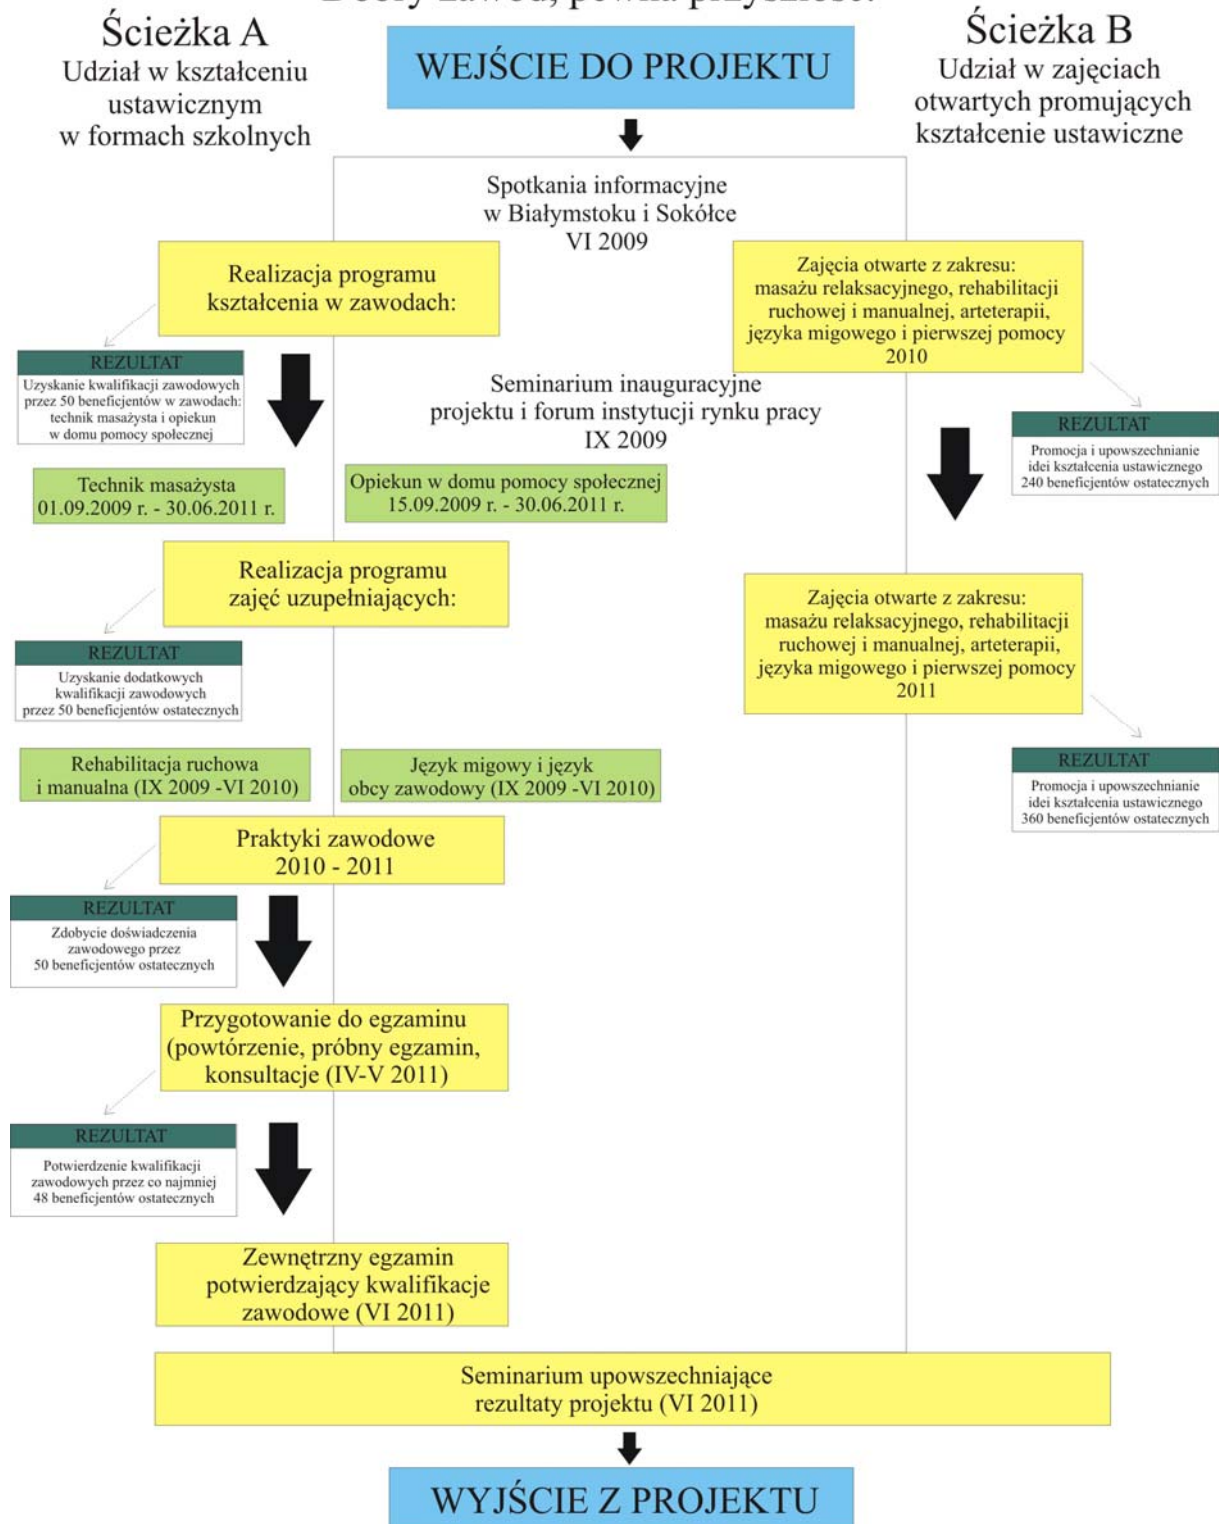 Dobry zawód, pewna przyszłość.
Ścieżka A
Udział w kształceniu
ustawicznym
w formach szkolnych
WEJŚCIE DO PROJEKTU
Ścieżka B
Udział w zajęciach
otwartych promujących
kształcenie ustawiczne
Spotkania informacyjne
w Białymstoku i Sokółce
VI 2009
Realizacja programu
kształcenia w zawodach:
Zajęcia otwarte z zakresu:
masażu relaksacyjnego, rehabilitacji
ruchowej i manualnej, arteterapii,
języka migowego i pierwszej pomocy
2010
REZULTAT
Uzyskanie kwalifikacji zawodowych
przez 50 beneficjentów w zawodach:
technik masażysta i opiekun
w domu pomocy społecznej
Seminarium inauguracyjne
projektu i forum instytucji rynku pracy
IX 2009
REZULTAT
Promocja i upowszechnianie
idei kształcenia ustawicznego
240 beneficjentów ostatecznych
Technik masażysta
01.09.2009 r. - 30.06.2011 r.
Opiekun w domu pomocy społecznej
15.09.2009 r. - 30.06.2011 r.
Realizacja programu
zajęć uzupełniających:
Zajęcia otwarte z zakresu:
masażu relaksacyjnego, rehabilitacji
ruchowej i manualnej, arteterapii,
języka migowego i pierwszej pomocy
2011
REZULTAT
Uzyskanie dodatkowych
kwalifikacji zawodowych
przez 50 beneficjentów ostatecznych
Rehabilitacja ruchowa
i manualna (IX 2009 -VI 2010)
Język migowy i język
obcy zawodowy (IX 2009 -VI 2010)
REZULTAT
Promocja i upowszechnianie
idei kształcenia ustawicznego
360 beneficjentów ostatecznych
Praktyki zawodowe
2010 - 2011
REZULTAT
Zdobycie doświadczenia
zawodowego przez
50 beneficjentów ostatecznych
Przygotowanie do egzaminu
(powtórzenie, próbny egzamin,
konsultacje (IV-V 2011)
REZULTAT
Potwierdzenie kwalifikacji
zawodowych przez co najmniej
48 beneficjentów ostatecznych
Zewnętrzny egzamin
potwierdzający kwalifikacje
zawodowe (VI 2011)
Seminarium upowszechniające
rezultaty projektu (VI 2011)
WYJŚCIE Z PROJEKTU